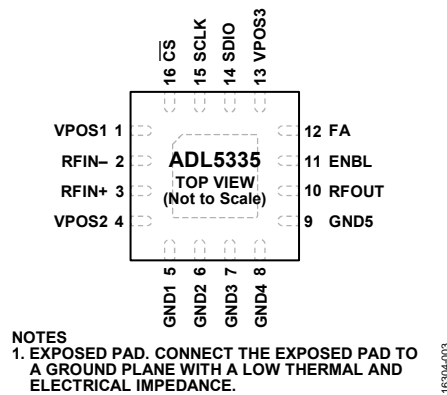 16 CS
15 SCLK
14 SDIO
13 VPOS3
VPOS1 1
RFIN– 2
RFIN+ 3
VPOS2 4
ADL5335
TOP VIEW
(Not to Scale)
12 FA
11 ENBL
10 RFOUT
9 GND5
GND1 5
GND2 6
GND3 7
GND4 8
NOTES
1. EXPOSED PAD. CONNECT THE EXPOSED PAD TO
A GROUND PLANE WITH A LOW THERMAL AND
ELECTRICAL IMPEDANCE.
16304-003